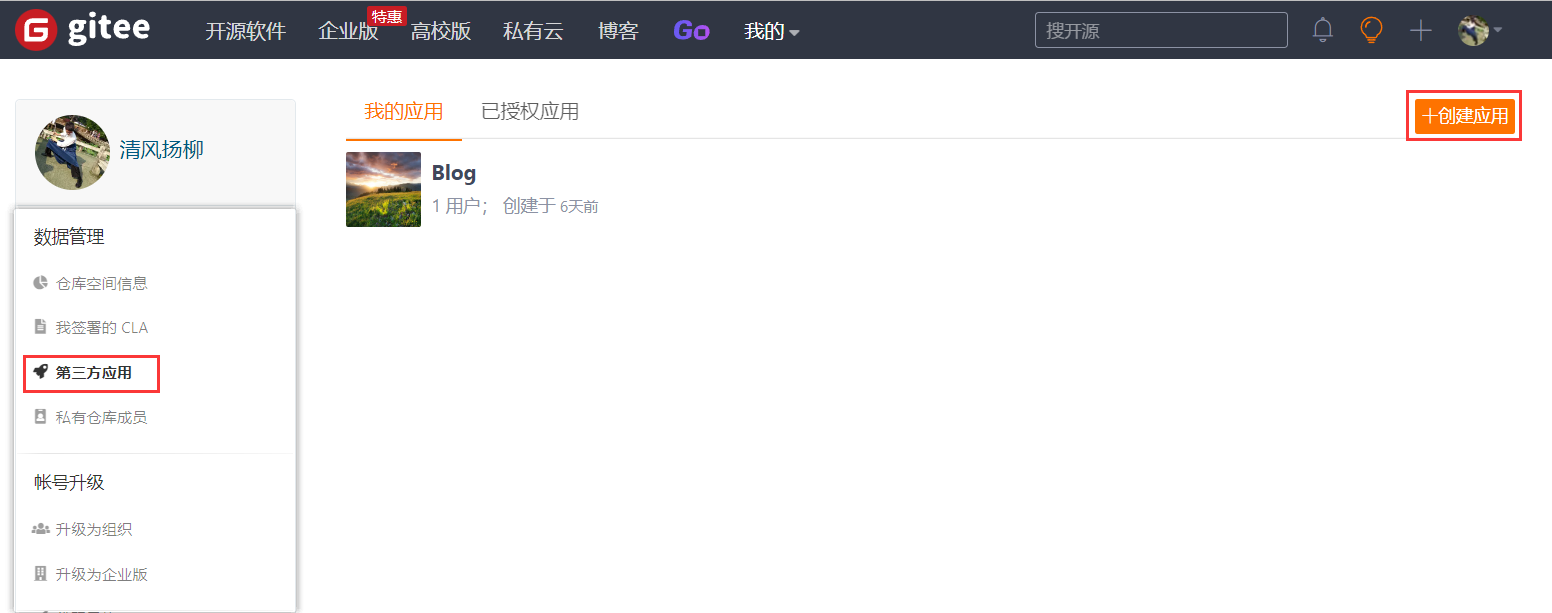 gitee 开源软件 企业版 特惠 高校版 私有云 博客 Go 我的 搜开源
清风扬柳
数据管理
仓库空间信息
我签署的 CLA
第三方应用
私有仓库成员
帐号升级
升级为组织
升级为企业版
我的应用 已授权应用 +创建应用
Blog
1 用户； 创建于 6天前